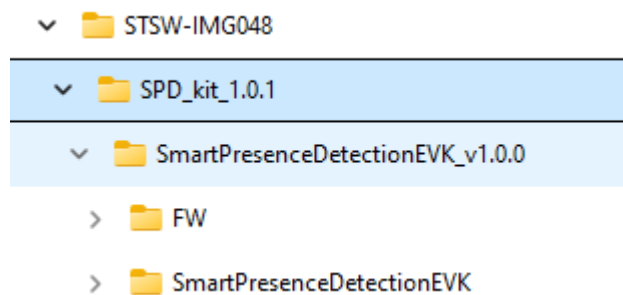 STSW-IMG048
SPD_kit_1.0.1
SmartPresenceDetectionEVK_v1.0.0
FW
SmartPresenceDetectionEVK